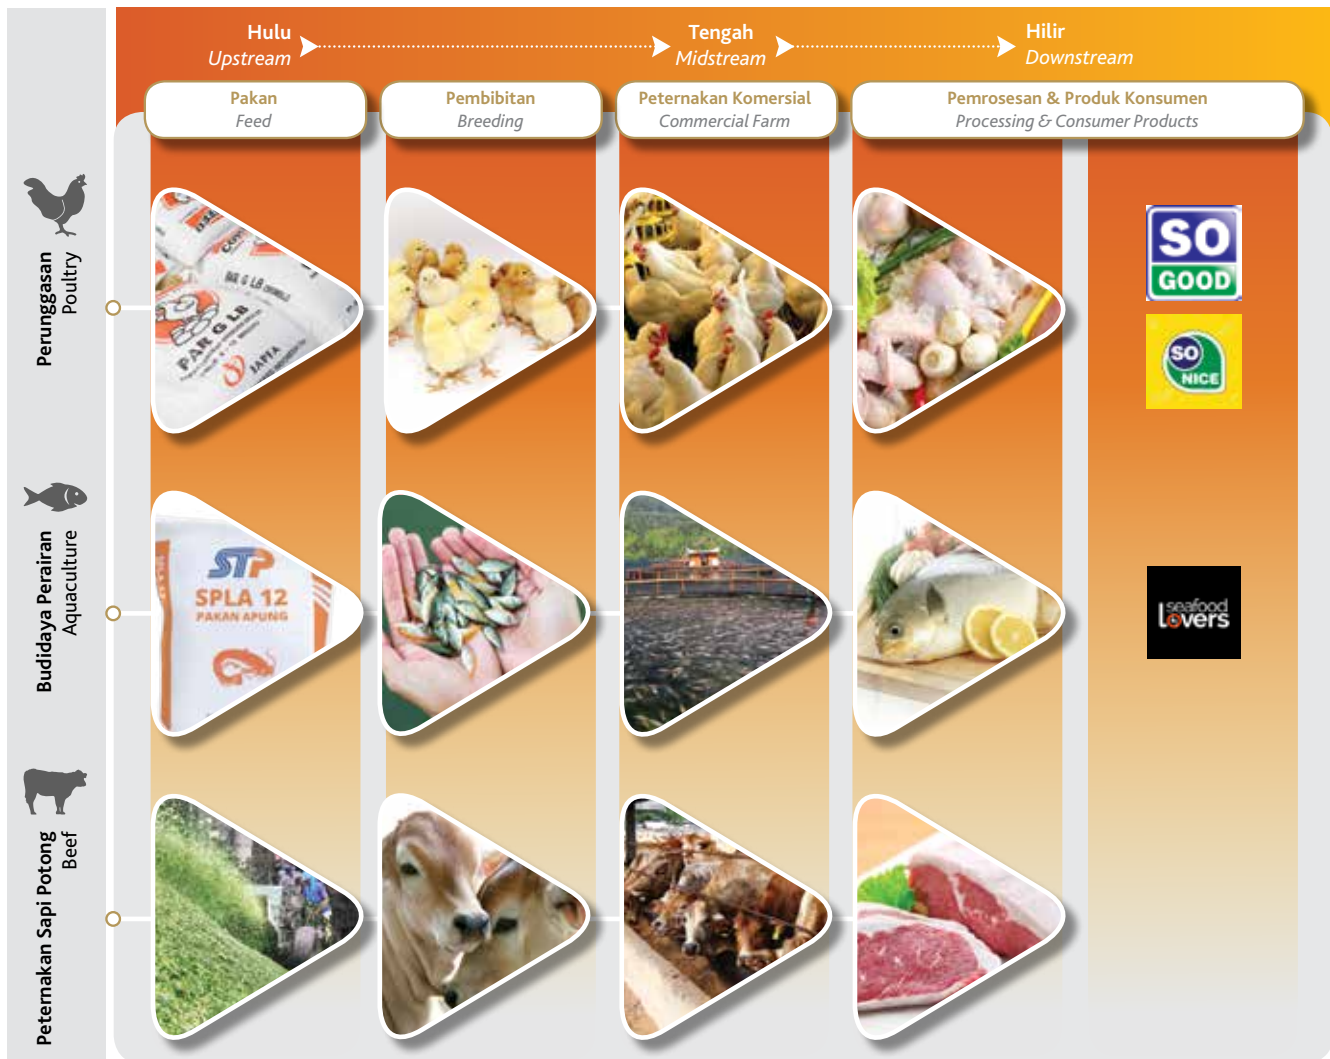 Hulu
Upstream
Tengah
Midstream
Hilir
Downstream
Pakan
Feed
Pembibitan
Breeding
Peternakan Komersial
Commercial Farm
Pemrosesan & Produk Konsumen
Processing & Consumer Products
Perunggasan
Poultry
PAR G LB
JAPFA
SO
GOOD
SO
NICE
Budidaya Perairan
Aquaculture
STP
SPLA 12
PAKAN APUNG
seafood
Lovers
Peternakan Sapi Potong
Beef